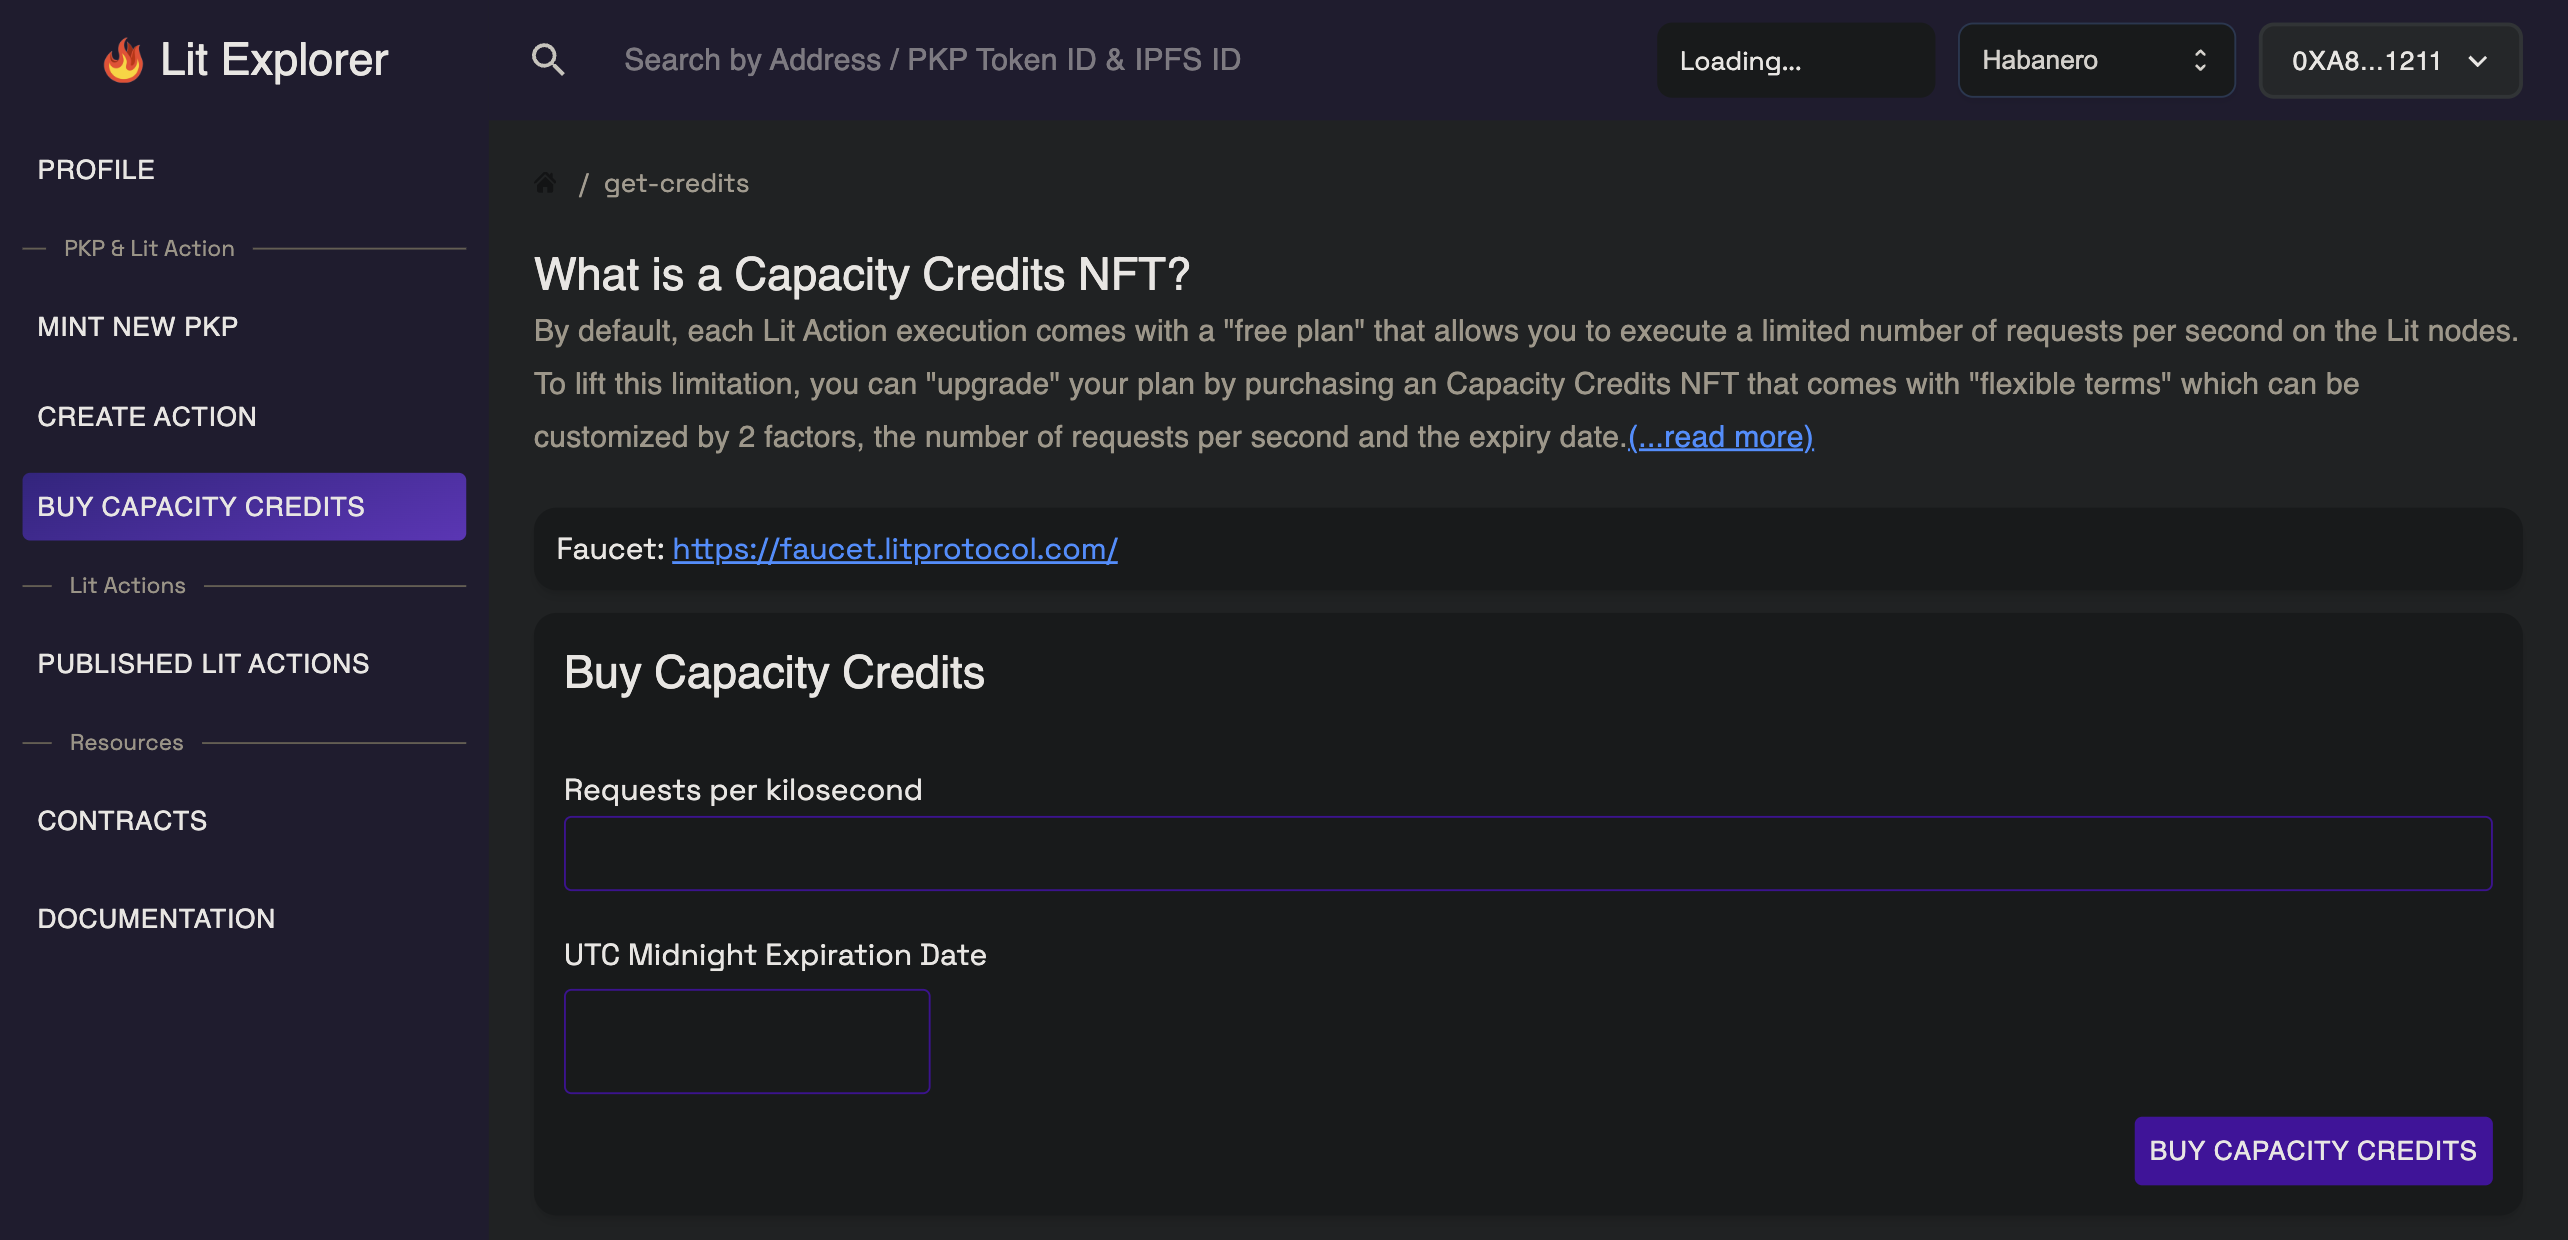 Lit Explorer
Search by Address / PKP Token ID & IPFS ID
Loading...
Habanero
0XA8...1211
PROFILE
PKP & Lit Action
MINT NEW PKP
CREATE ACTION
BUY CAPACITY CREDITS
Lit Actions
PUBLISHED LIT ACTIONS
Resources
CONTRACTS
DOCUMENTATION
/ get-credits
What is a Capacity Credits NFT?
By default, each Lit Action execution comes with a "free plan" that allows you to execute a limited number of requests per second on the Lit nodes.
To lift this limitation, you can "upgrade" your plan by purchasing an Capacity Credits NFT that comes with "flexible terms" which can be
customized by 2 factors, the number of requests per second and the expiry date.(...read more)
Faucet: https://faucet.litprotocol.com/
Buy Capacity Credits
Requests per kilosecond
UTC Midnight Expiration Date
BUY CAPACITY CREDITS